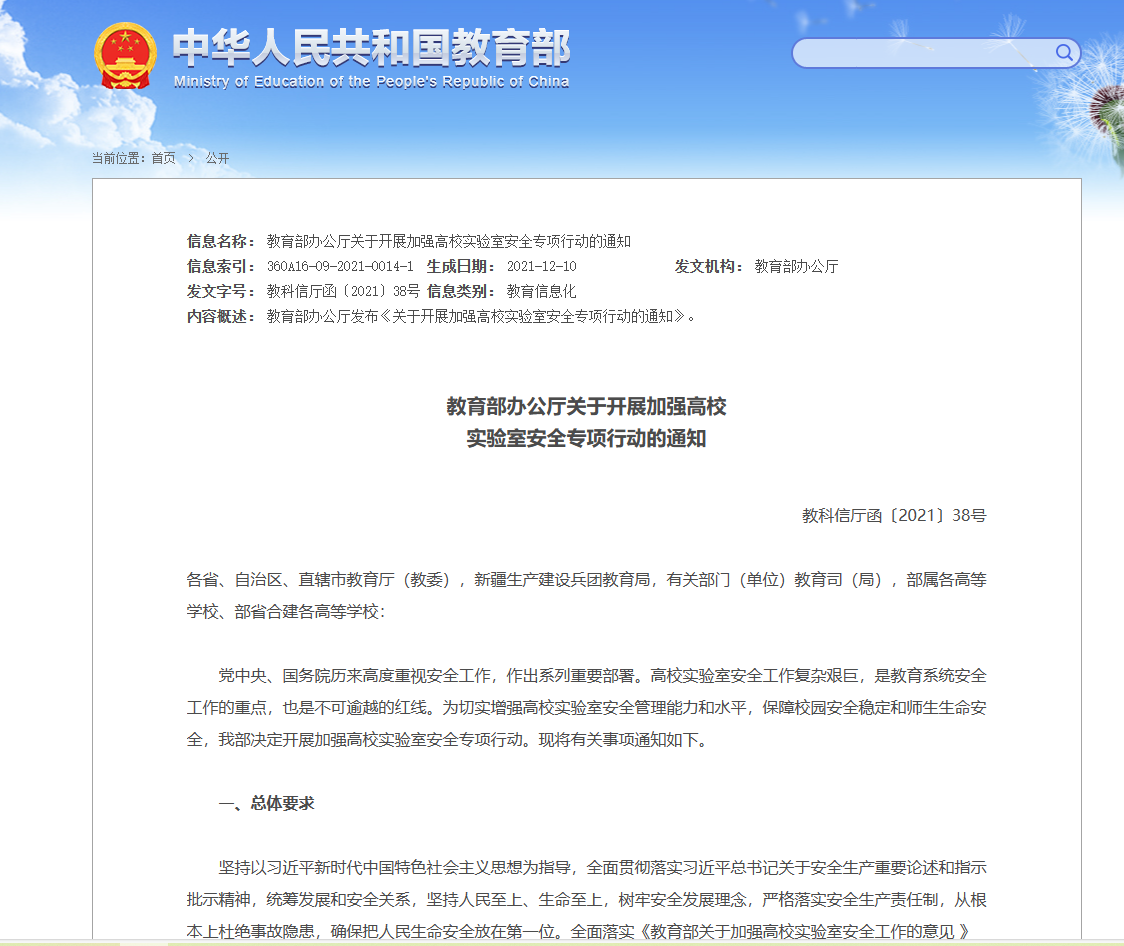 中华人民共和国教育部
Ministry of Education of the People's Republic of China
当前位置：首页 > 公开
信息名称： 教育部办公厅关于开展加强高校实验室安全专项行动的通知
信息索引： 360A16-09-2021-0014-1 生成日期： 2021-12-10 发文机构： 教育部办公厅
发文字号： 教科信厅函〔2021〕38号 信息类别： 教育信息化
内容概述： 教育部办公厅发布《关于开展加强高校实验室安全专项行动的通知》。
教育部办公厅关于开展加强高校
实验室安全专项行动的通知
教科信厅函〔2021〕38号
各省、自治区、直辖市教育厅（教委），新疆生产建设兵团教育局，有关部门（单位）教育司（局），部属各高等
学校、部省合建各高等学校：
党中央、国务院历来高度重视安全工作，作出系列重要部署。高校实验室安全工作复杂艰巨，是教育系统安全
工作的重点，也是不可逾越的红线。为切实增强高校实验室安全管理能力和水平，保障校园安全稳定和师生生命安
全，我部决定开展加强高校实验室安全专项行动。现将有关事项通知如下。
一、总体要求
坚持以习近平新时代中国特色社会主义思想为指导，全面贯彻落实习近平总书记关于安全生产重要论述和指示
批示精神，统筹发展和安全关系，坚持人民至上、生命至上，树牢安全发展理念，严格落实安全生产责任制，从根
本上杜绝事故隐患，确保把人民生命安全放在第一位。全面落实《教育部关于加强高校实验室安全工作的意见 》